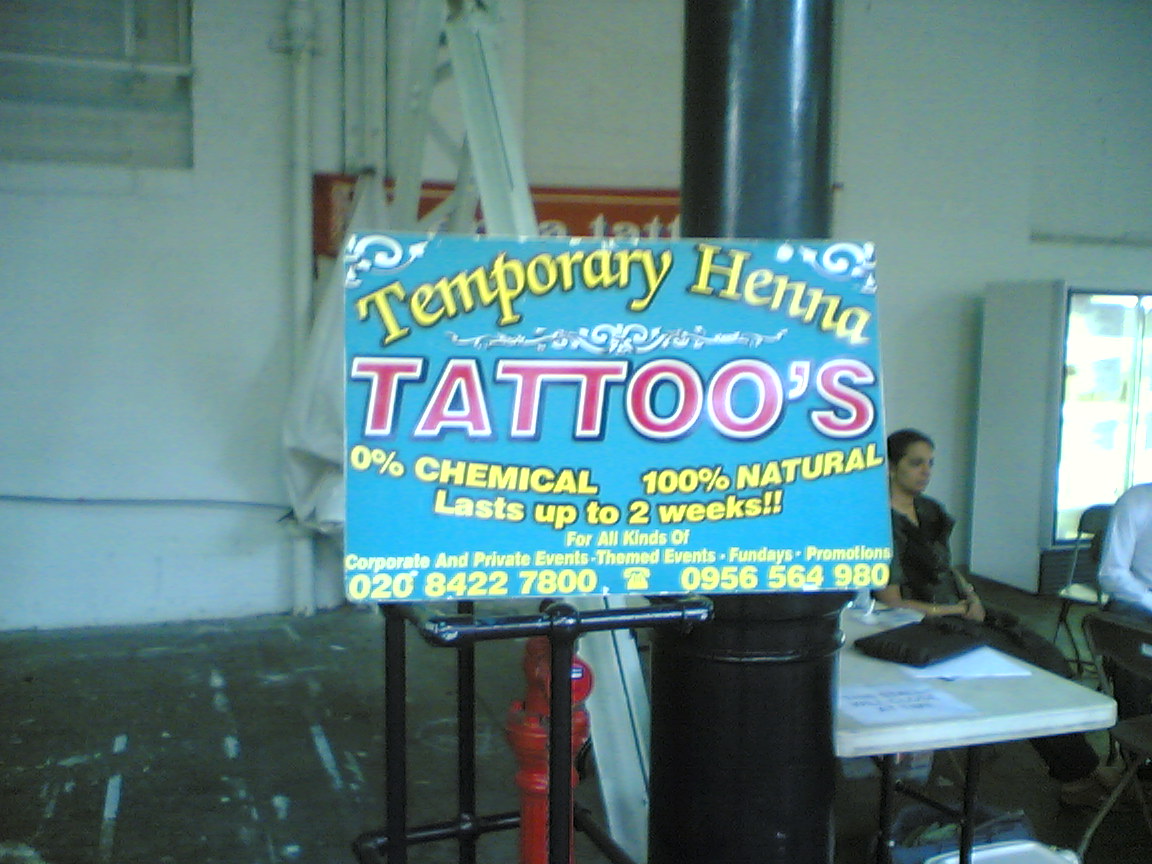 a tatt
Temporary Henna
TATTOO'S
0% CHEMICAL 100% NATURAL
Lasts up to 2 weeks!!
For All Kinds Of
Corporate And Private Events - Themed Events - Fundays - Promotions
020 8422 7800 ☎ 0956 564 980